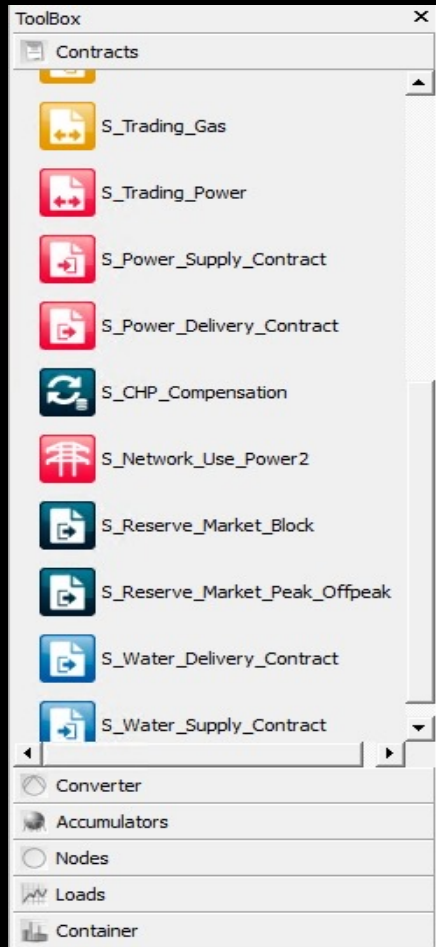 ToolBox
Contracts
S_Trading_Gas
S_Trading_Power
S_Power_Supply_Contract
S_Power_Delivery_Contract
S_CHP_Compensation
S_Network_Use_Power2
S_Reserve_Market_Block
S_Reserve_Market_Peak_Offpeak
S_Water_Delivery_Contract
S_Water_Supply_Contract
Converter
Accumulators
Nodes
Loads
Container